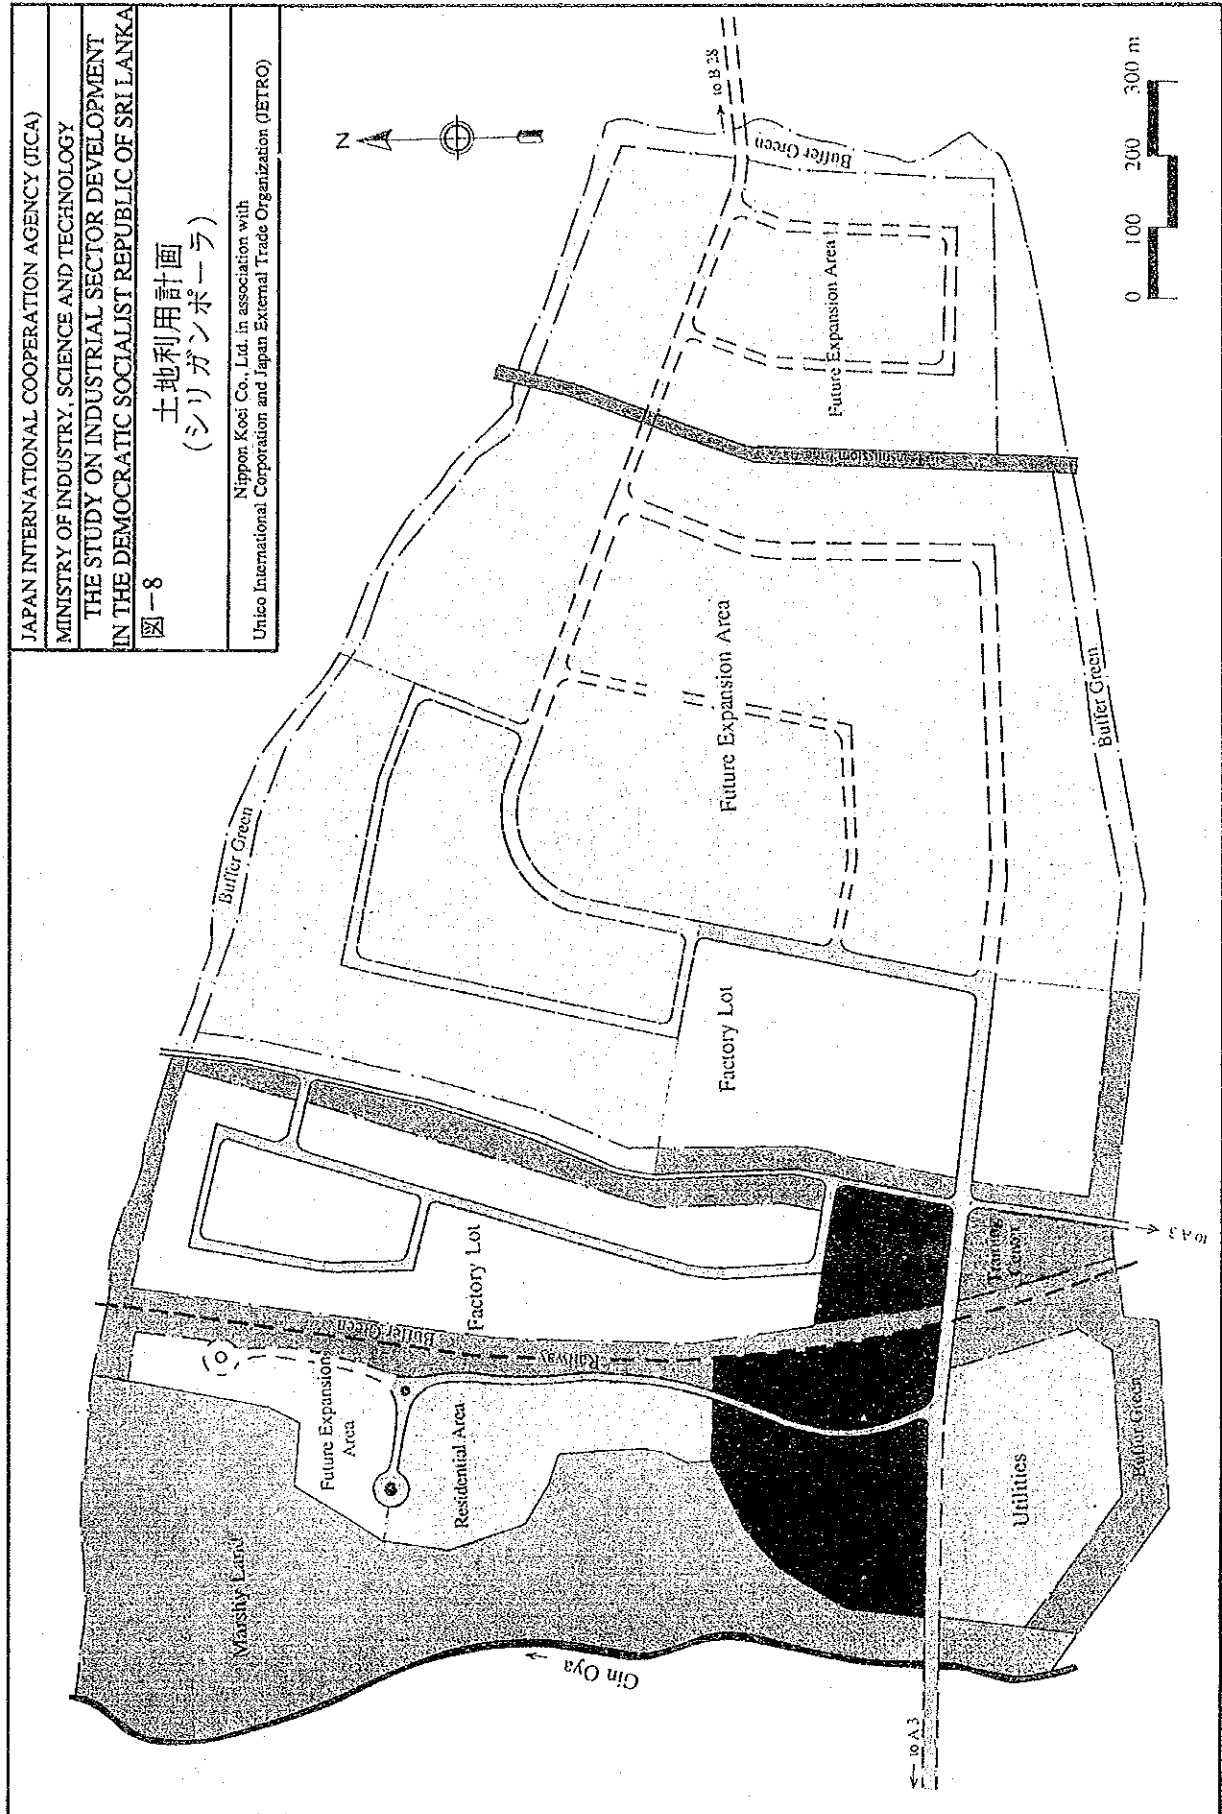 JAPAN INTERNATIONAL COOPERATION AGENCY (JICA)
MINISTRY OF INDUSTRY, SCIENCE AND TECHNOLOGY
THE STUDY ON INDUSTRIAL SECTOR DEVELOPMENT
IN THE DEMOCRATIC SOCIALIST REPUBLIC OF SRI LANKA
図－8
土地利用計画
(シリガンポーラ)
Nippon Koei Co., Ltd. in association with
Unico International Corporation and Japan External Trade Organization (JETRO)
N
to B 28
Buffer Green
Future Expansion Area
0 100 200 300 m
Future Expansion Area
Buffer Green
Buffer Green
Factory Lot
Factory Lot
Buffer Green
Railway
Training
Center
to A 3
Future Expansion
Area
Residential Area
Utilities
Buffer Green
Marshy Land
Gin Oya
to A 3